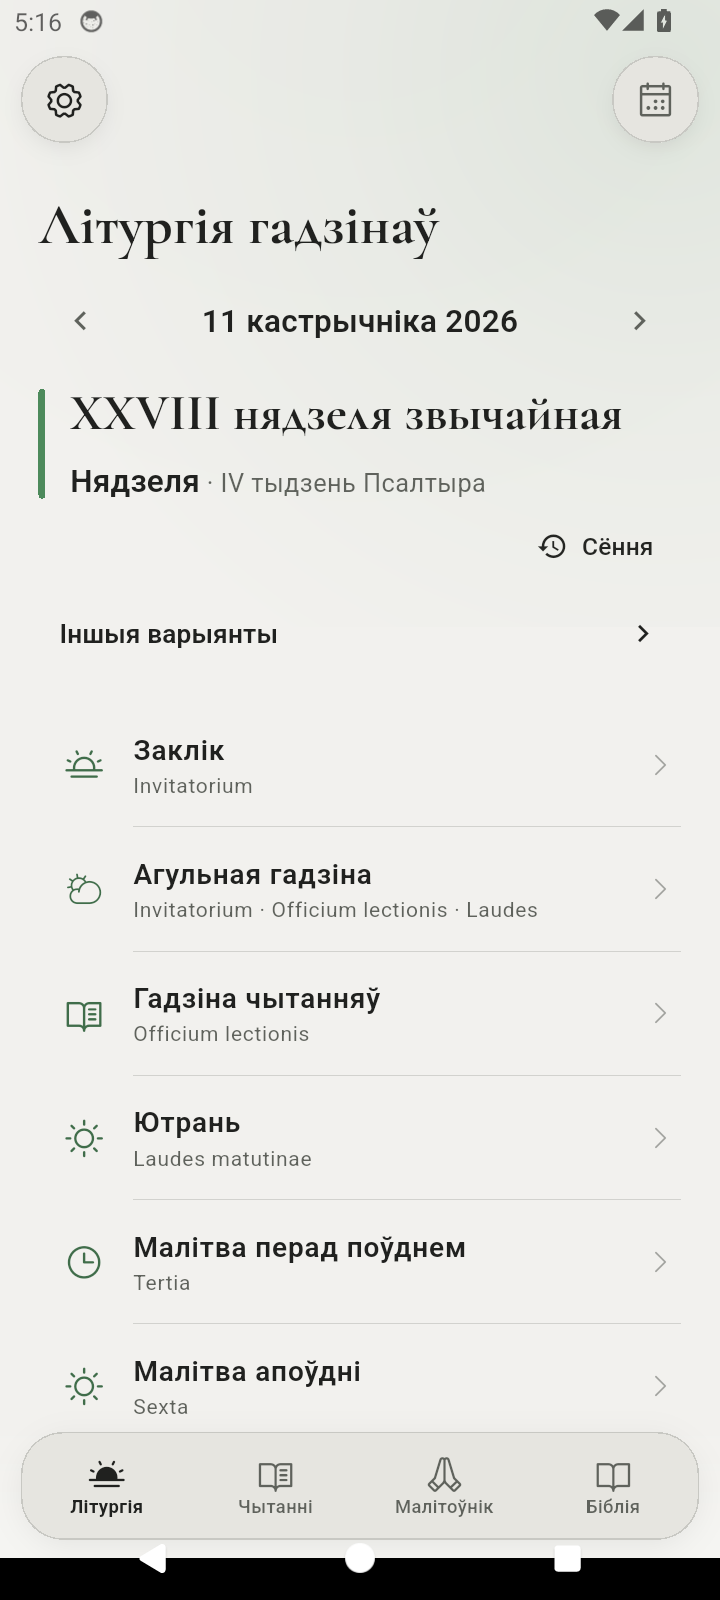 5:16
Літургія гадзінаў
11 кастрычніка 2026
XXVIII нядзеля звычайная
Нядзеля · IV тыдзень Псалтыра
Сёння
Іншыя варыянты
Заклік
Invitatorium
Агульная гадзіна
Invitatorium · Officium lectionis · Laudes
Гадзіна чытанняў
Officium lectionis
Ютрань
Laudes matutinae
Малітва перад поўднем
Tertia
Малітва апоўдні
Sexta
Літургія Чытанні Малітоўнік Біблія